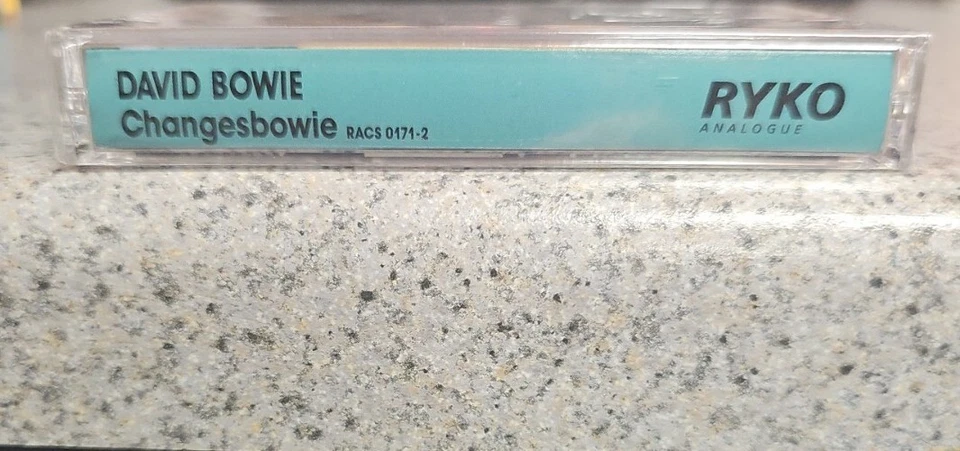 DAVID BOWIE
Changesbowie RACS 0171-2
RYKO
ANALOGUE